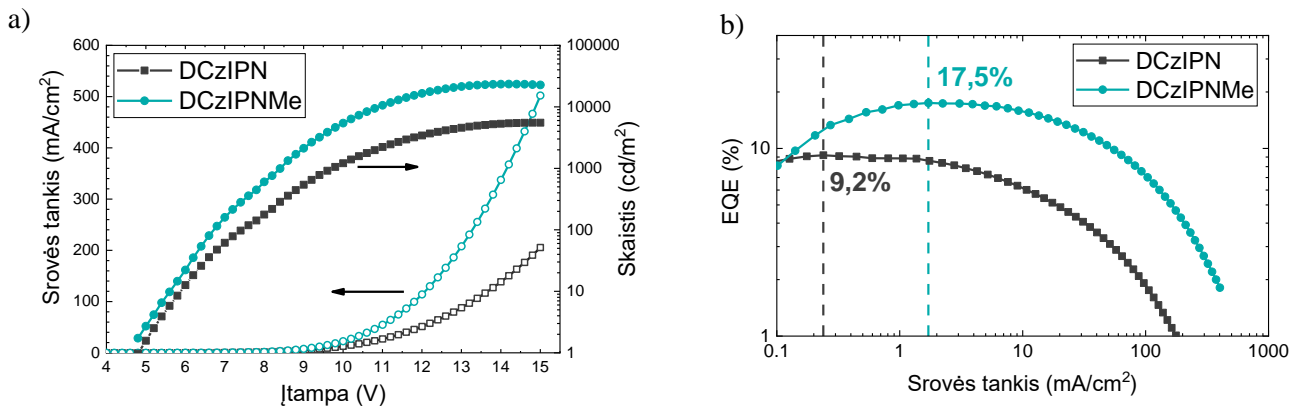 a)
Srovės tankis (mA/cm²)
600
500
400
300
200
100
0
DCzIPN
DCzIPNMe
100000
10000
1000
100
10
1
Skaistis (cd/m²)
4 5 6 7 8 9 10 11 12 13 14 15
Įtampa (V)
b)
EQE (%)
10
1
17,5%
9,2%
DCzIPN
DCzIPNMe
0.1 1 10 100 1000
Srovės tankis (mA/cm²)